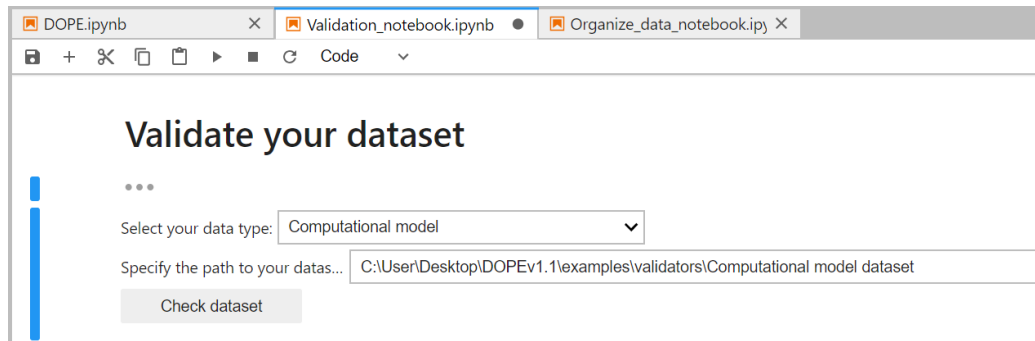 DOPE.ipynb Validation_notebook.ipynb Organize_data_notebook.ipy
Code
Validate your dataset
Select your data type: Computational model
Specify the path to your datas... C:\User\Desktop\DOPEv1.1\examples\validators\Computational model dataset
Check dataset